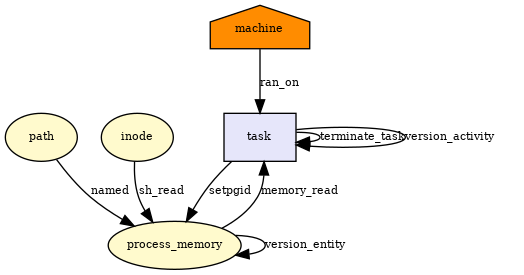 machine
ran_on
path
inode
task
terminate_task
version_activity
named
sh_read
setpgid
memory_read
process_memory
version_entity